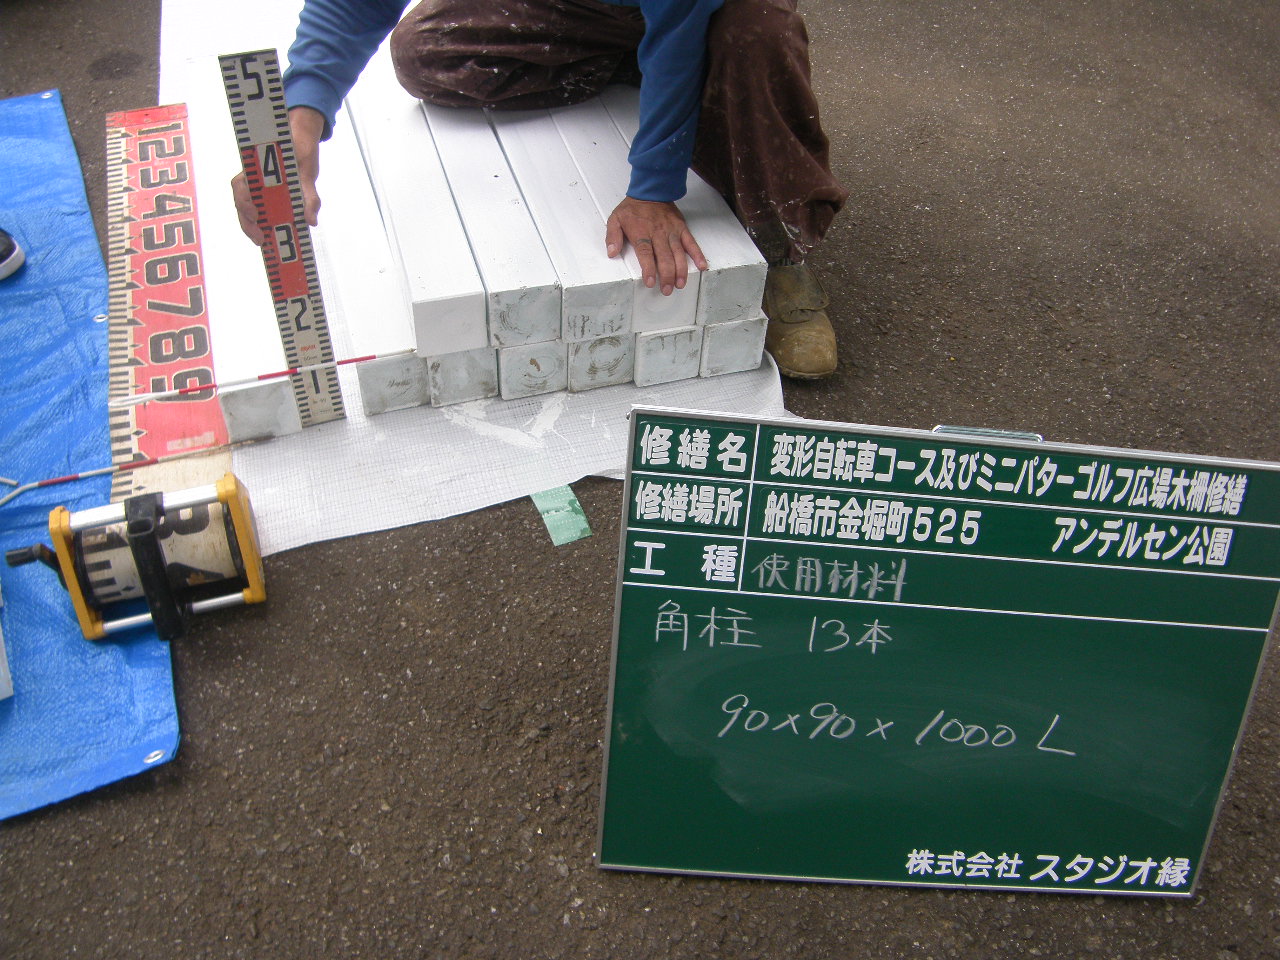 5
4
3
2
1
123456789
修繕名 変形自転車コース及びミニパターゴルフ広場木柵修繕
修繕場所 船橋市金堀町525 アンデルセン公園
工種 使用材料
角柱 13本
90×90×1000L
株式会社 スタジオ縁